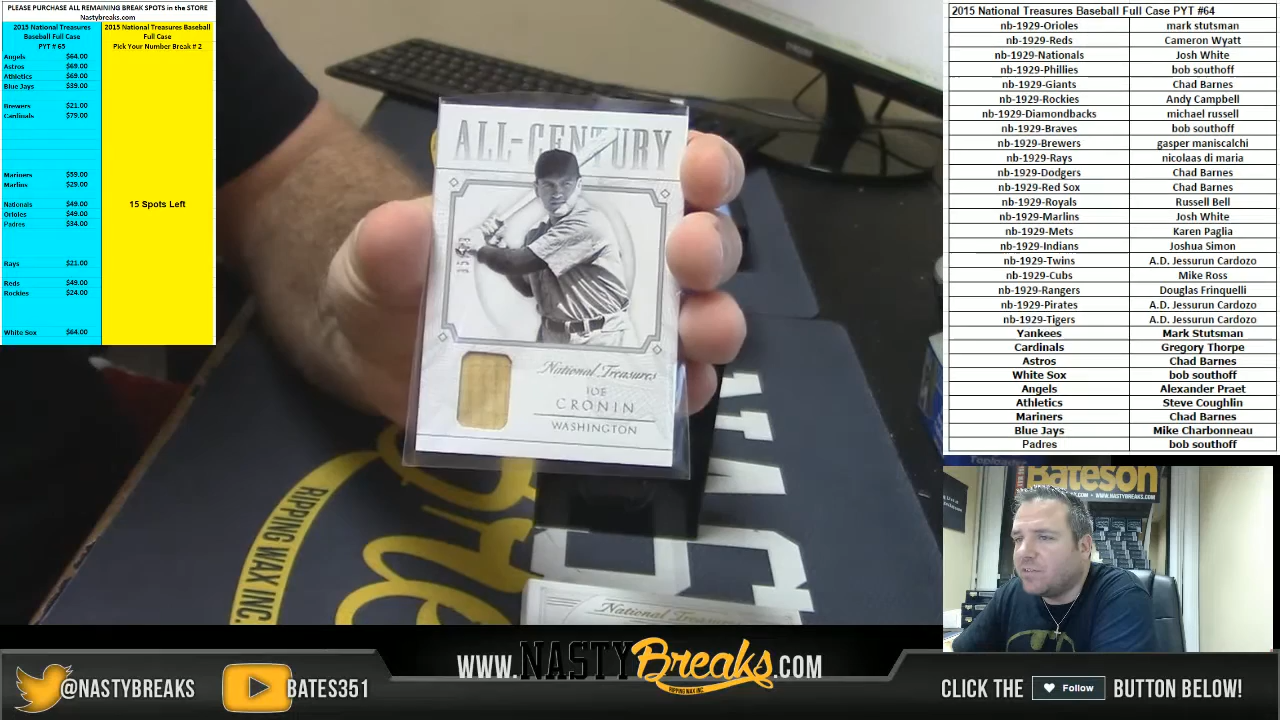 PLEASE PURCHASE ALL REMAINING BREAK SPOTS in the STORE
Nastybreaks.com
2015 National Treasures Baseball Full Case
PYT # 65
Angels $64.00
Astros $69.00
Athletics $69.00
Blue Jays $39.00
Brewers $21.00
Cardinals $79.00
Mariners $59.00
Marlins $29.00
Nationals $49.00
Orioles $49.00
Padres $34.00
Rays $21.00
Reds $49.00
Rockies $24.00
White Sox $64.00
2015 National Treasures Baseball Full Case
Pick Your Number Break # 2
15 Spots Left
ALL-CENTURY
National Treasures
JOE
CRONIN
WASHINGTON
RIPPING WAX INC.
National Treasures
2015 National Treasures Baseball Full Case PYT #64
nb-1929-Orioles mark stutsman
nb-1929-Reds Cameron Wyatt
nb-1929-Nationals Josh White
nb-1929-Phillies bob southoff
nb-1929-Giants Chad Barnes
nb-1929-Rockies Andy Campbell
nb-1929-Diamondbacks michael russell
nb-1929-Braves bob southoff
nb-1929-Brewers gasper maniscalchi
nb-1929-Rays nicolaas di maria
nb-1929-Dodgers Chad Barnes
nb-1929-Red Sox Chad Barnes
nb-1929-Royals Russell Bell
nb-1929-Marlins Josh White
nb-1929-Mets Karen Paglia
nb-1929-Indians Joshua Simon
nb-1929-Twins A.D. Jessurun Cardozo
nb-1929-Cubs Mike Ross
nb-1929-Rangers Douglas Frinquelli
nb-1929-Pirates A.D. Jessurun Cardozo
nb-1929-Tigers A.D. Jessurun Cardozo
Yankees Mark Stutsman
Cardinals Gregory Thorpe
Astros Chad Barnes
White Sox bob southoff
Angels Alexander Praet
Athletics Steve Coughlin
Mariners Chad Barnes
Blue Jays Mike Charbonneau
Padres bob southoff
Bateson
@NASTYBREAKS
BATES351
WWW.NASTYBreaks.COM
RIPPING WAX INC.
CLICK THE Follow BUTTON BELOW!